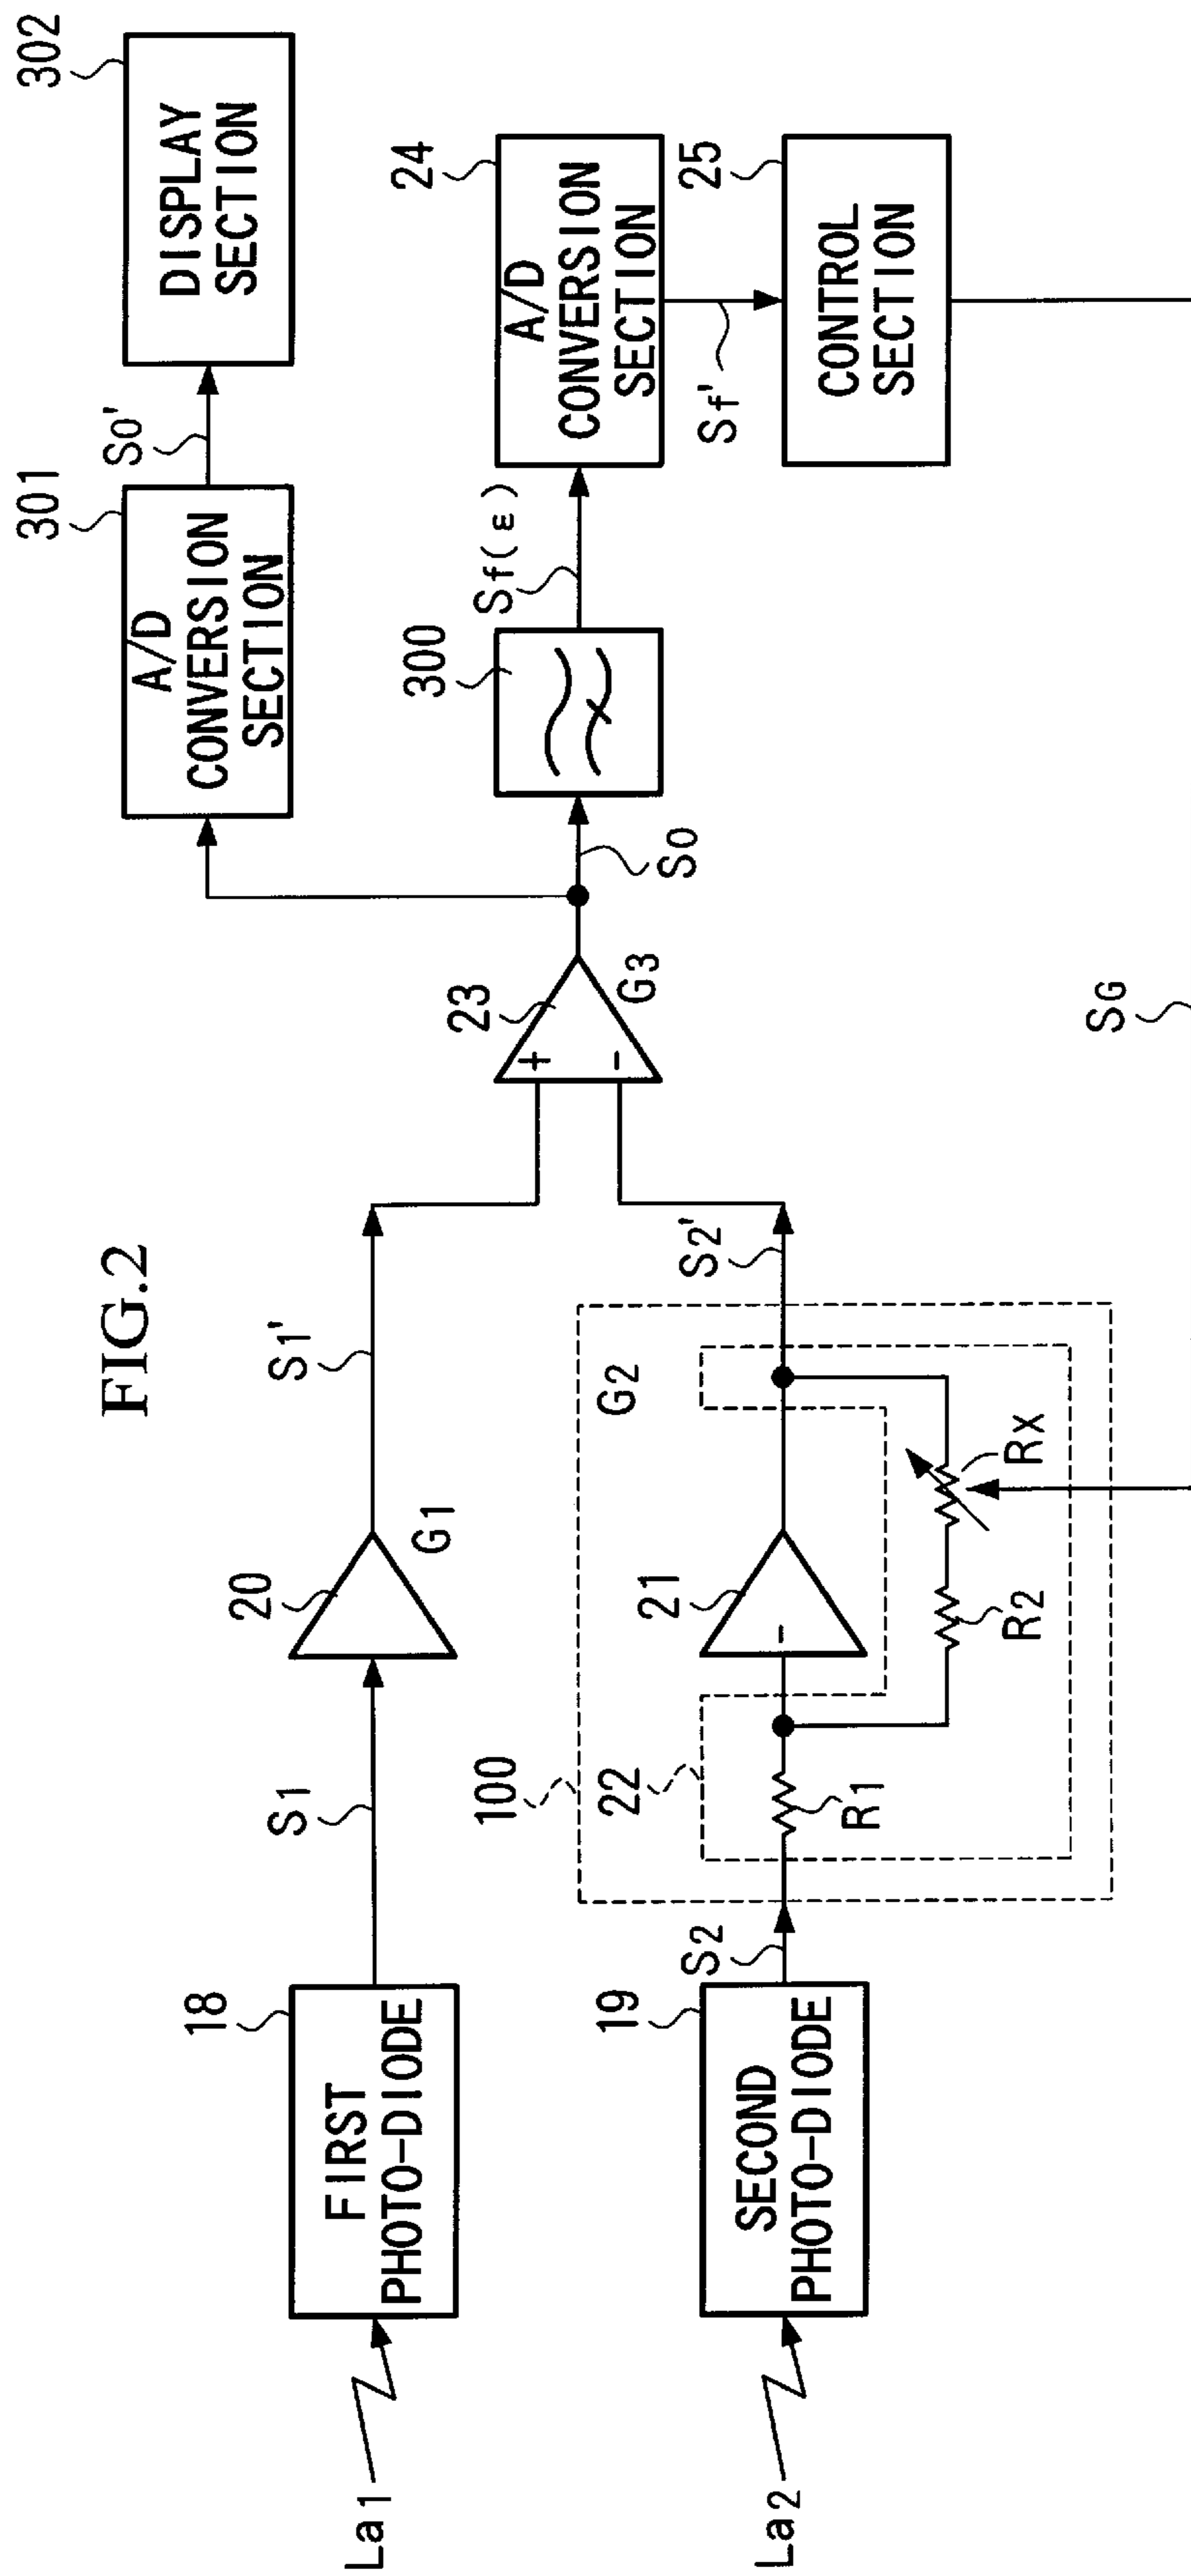 FIG.2
La1
18
FIRST
PHOTO-DIODE
S1
20
G1
S1'
La2
19
SECOND
PHOTO-DIODE
S2
100
22
R1
21
R2
RX
G2
S2'
23
+
-
G3
S0
301
A/D
CONVERSION
SECTION
S0'
302
DISPLAY
SECTION
300
Sf(ε)
24
A/D
CONVERSION
SECTION
Sf'
25
CONTROL
SECTION
SG
-